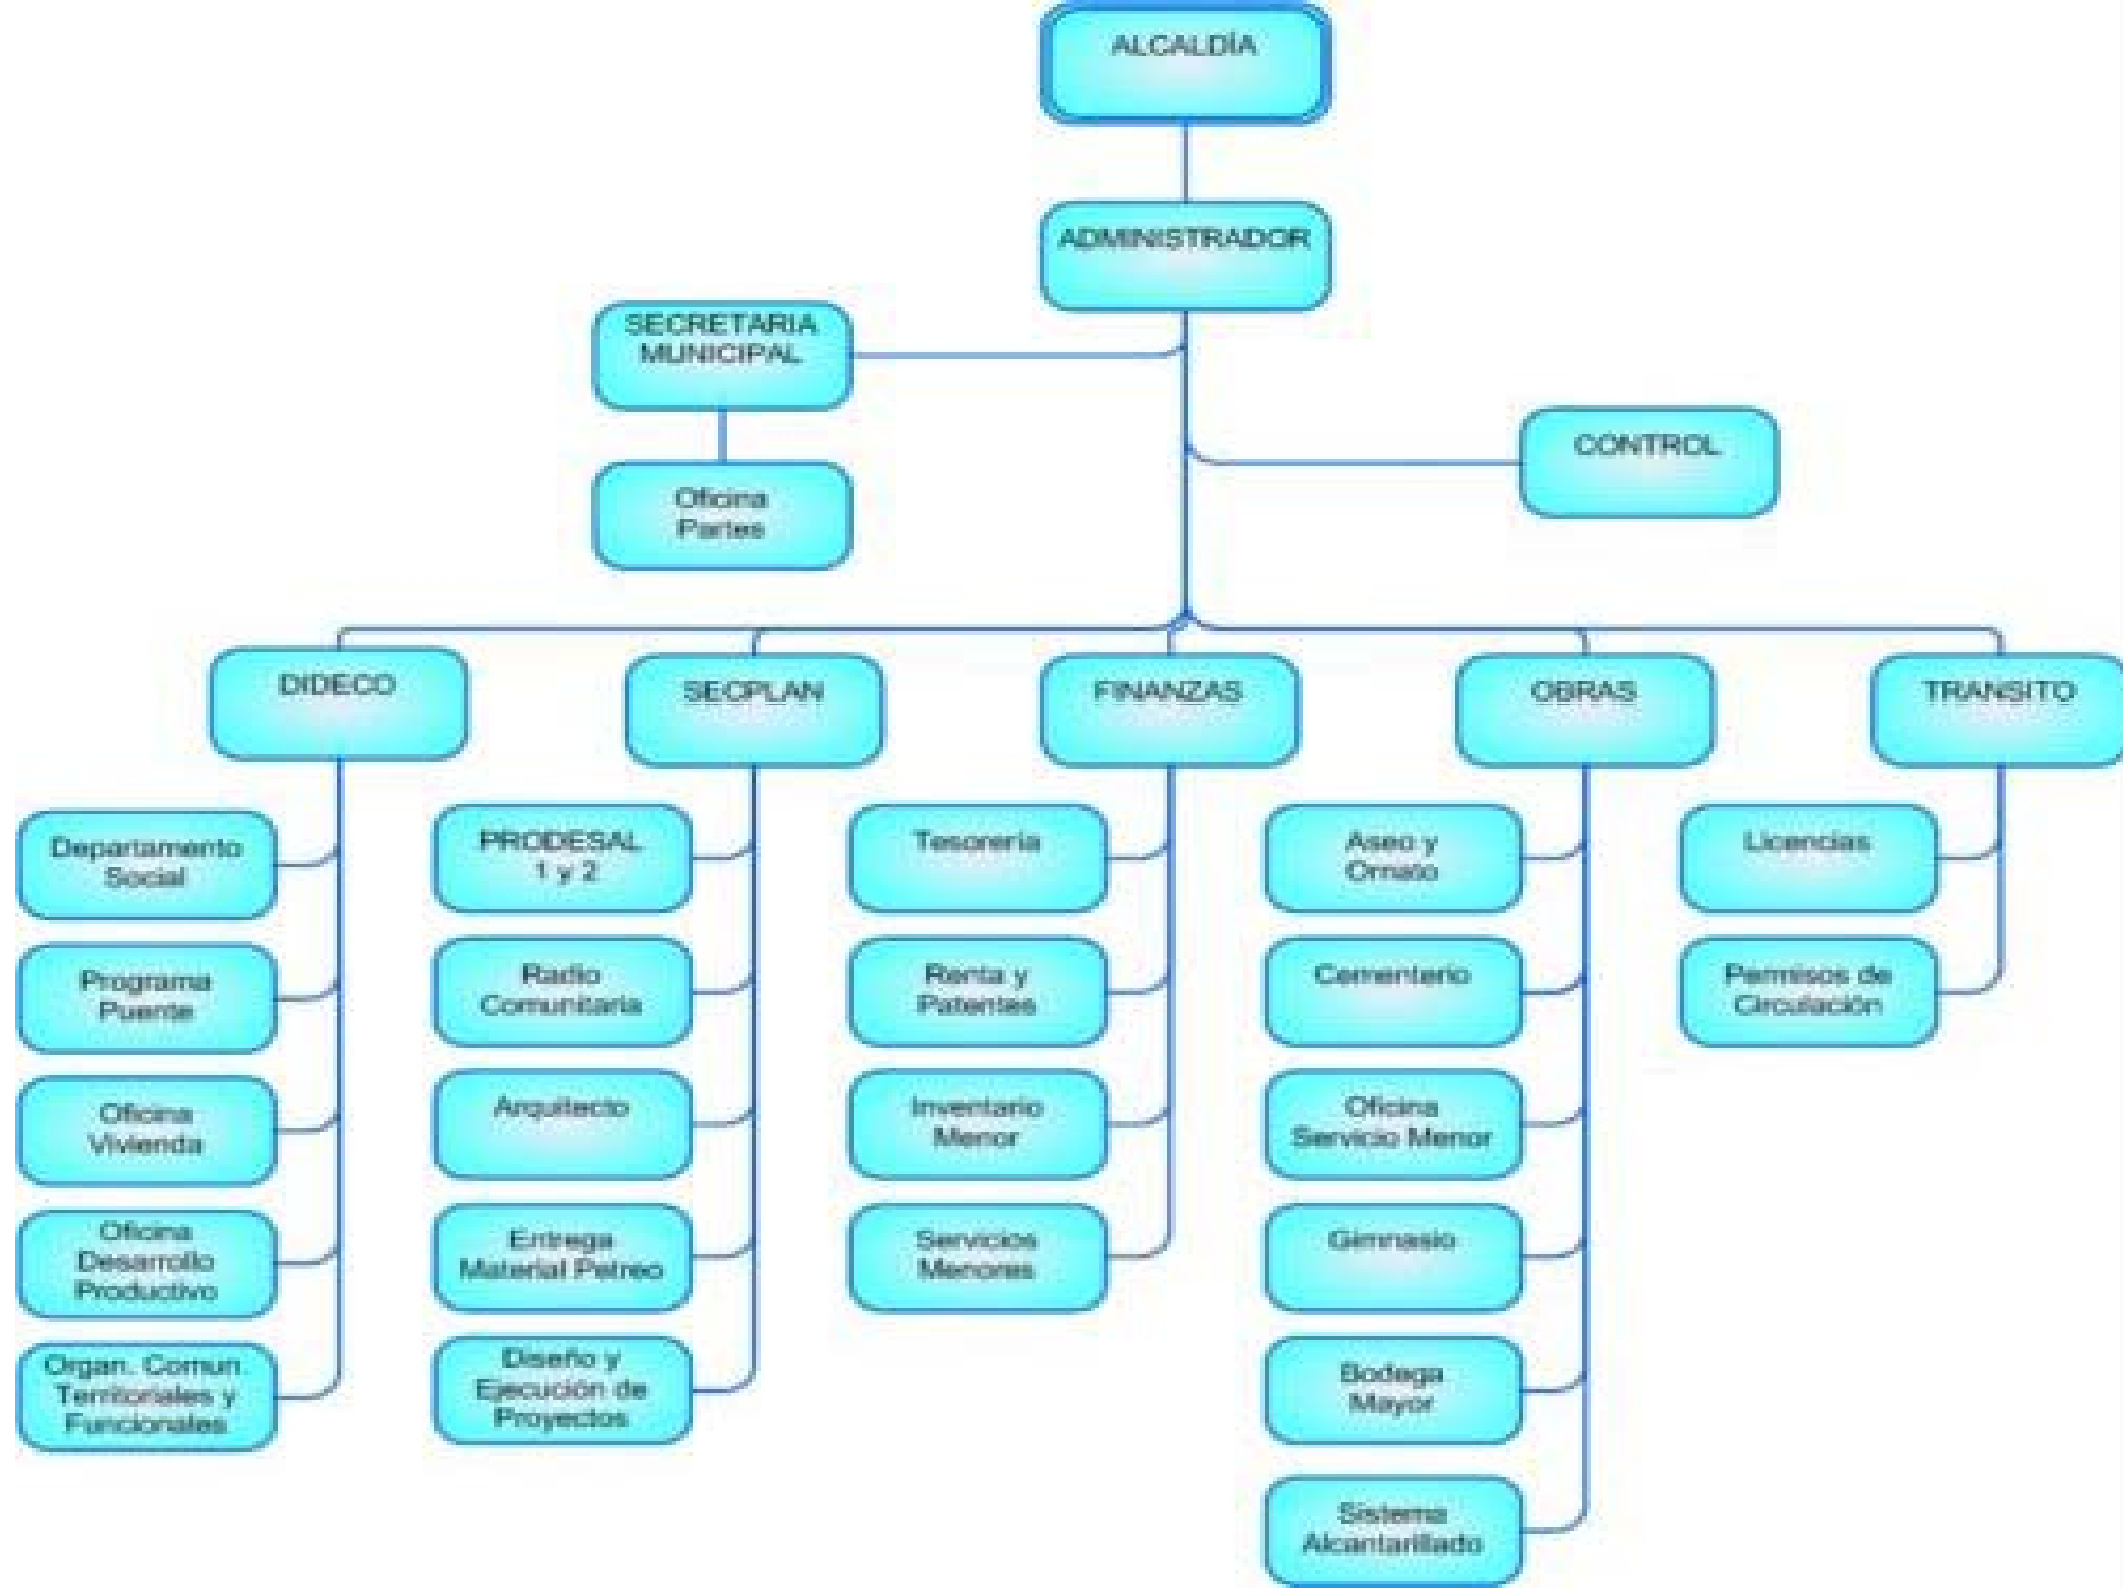 ALCALDÍA
ADMINISTRADOR
SECRETARIA
MUNICIPAL
CONTROL
Oficina
Partes
DIDECO
SECPLAN
FINANZAS
OBRAS
TRANSITO
Departamento
Social
Programa
Puente
Oficina
Vivienda
Oficina
Desarrollo
Productivo
Organ. Comun.
Territoriales y
Funcionales
PRODESAL
1 y 2
Radio
Comunitaria
Arquitecto
Entrega
Material Petreo
Diseño y
Ejecución de
Proyectos
Tesorería
Renta y
Patentes
Inventario
Menor
Servicios
Menores
Aseo y
Ornato
Cementerio
Oficina
Servicio Menor
Gimnasio
Bodega
Mayor
Sistema
Alcantarillado
Licencias
Permisos de
Circulación